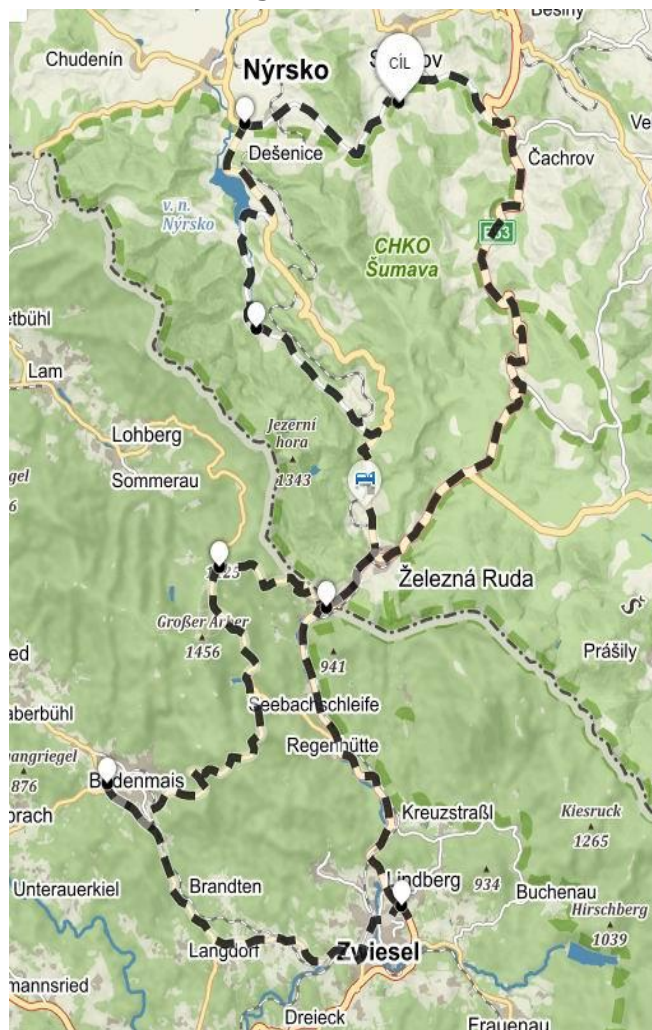 Chudenín
Nýrsko
CÍL
Dešenice
Čachrov
v. n.
Nýrsko
CHKO
Šumava
E53
Lam
Jezerní
hora
1343
Lohberg
Sommerau
Železná Ruda
Großer Arber
1456
941
Prášily
Seebachschleife
Regenhütte
876
Bodenmais
Kreuzstraßl
Kiesruck
1265
Unterauerkiel
Brandten
Lindberg
934
Buchenau
Hirschberg
1039
Langdorf
Zwiesel
Dreieck
Frauenau